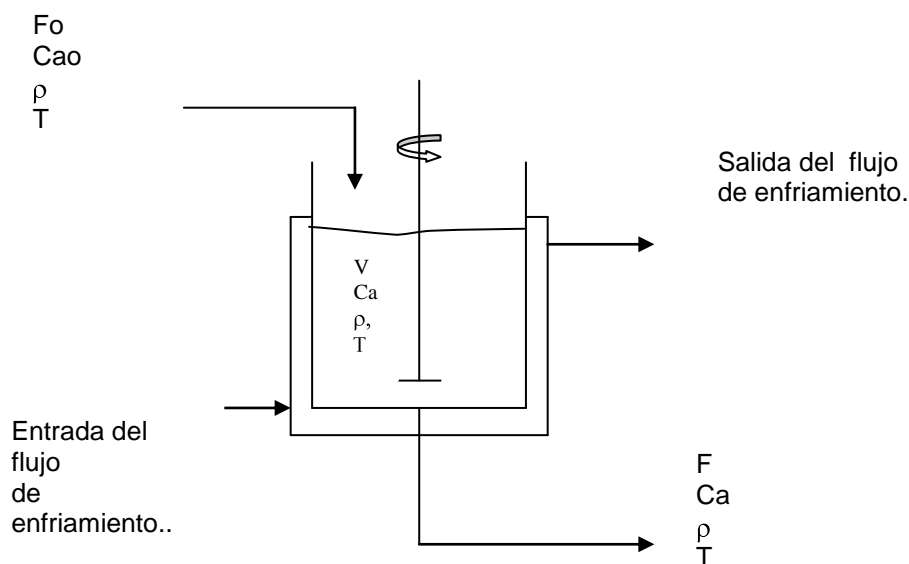 Fo
Cao
ρ
T
Salida del flujo
de enfriamiento.
V
Ca
ρ,
T
Entrada del
flujo
de
enfriamiento..
F
Ca
ρ
T